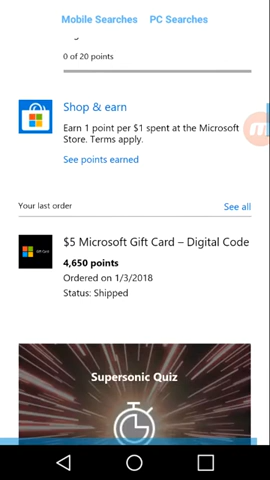 Mobile Searches PC Searches
0 of 20 points
Shop & earn
Earn 1 point per $1 spent at the Microsoft
Store. Terms apply.
See points earned
Your last order
See all
$5 Microsoft Gift Card – Digital Code
4,650 points
Ordered on 1/3/2018
Status: Shipped
Supersonic Quiz